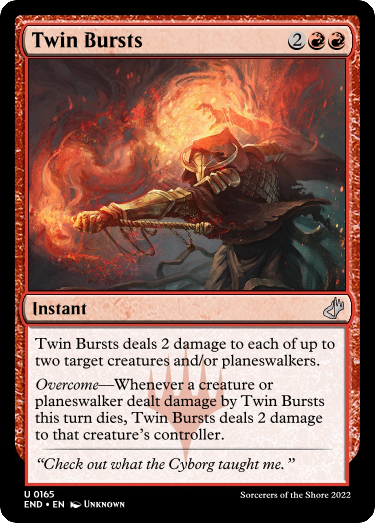 Twin Bursts 2
Instant
Twin Bursts deals 2 damage to each of up to
two target creatures and/or planeswalkers.
Overcome—Whenever a creature or
planeswalker dealt damage by Twin Bursts
this turn dies, Twin Bursts deals 2 damage
to that creature's controller.
“Check out what the Cyborg taught me.”
U 0165
END • EN Unknown
Sorcerers of the Shore 2022